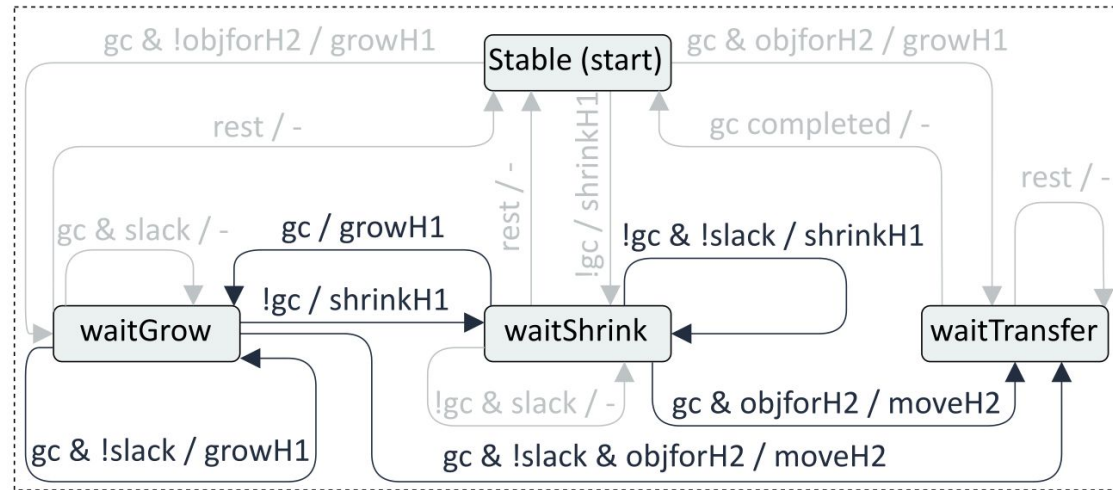 gc & !objforH2 / growH1
gc & objforH2 / growH1
Stable (start)
rest / -
gc completed / -
rest / -
!gc / shrinkH1
rest / -
gc & slack / -
gc / growH1
!gc & !slack / shrinkH1
!gc / shrinkH1
waitGrow
waitShrink
waitTransfer
!gc & slack / -
gc & objforH2 / moveH2
gc & !slack / growH1
gc & !slack & objforH2 / moveH2